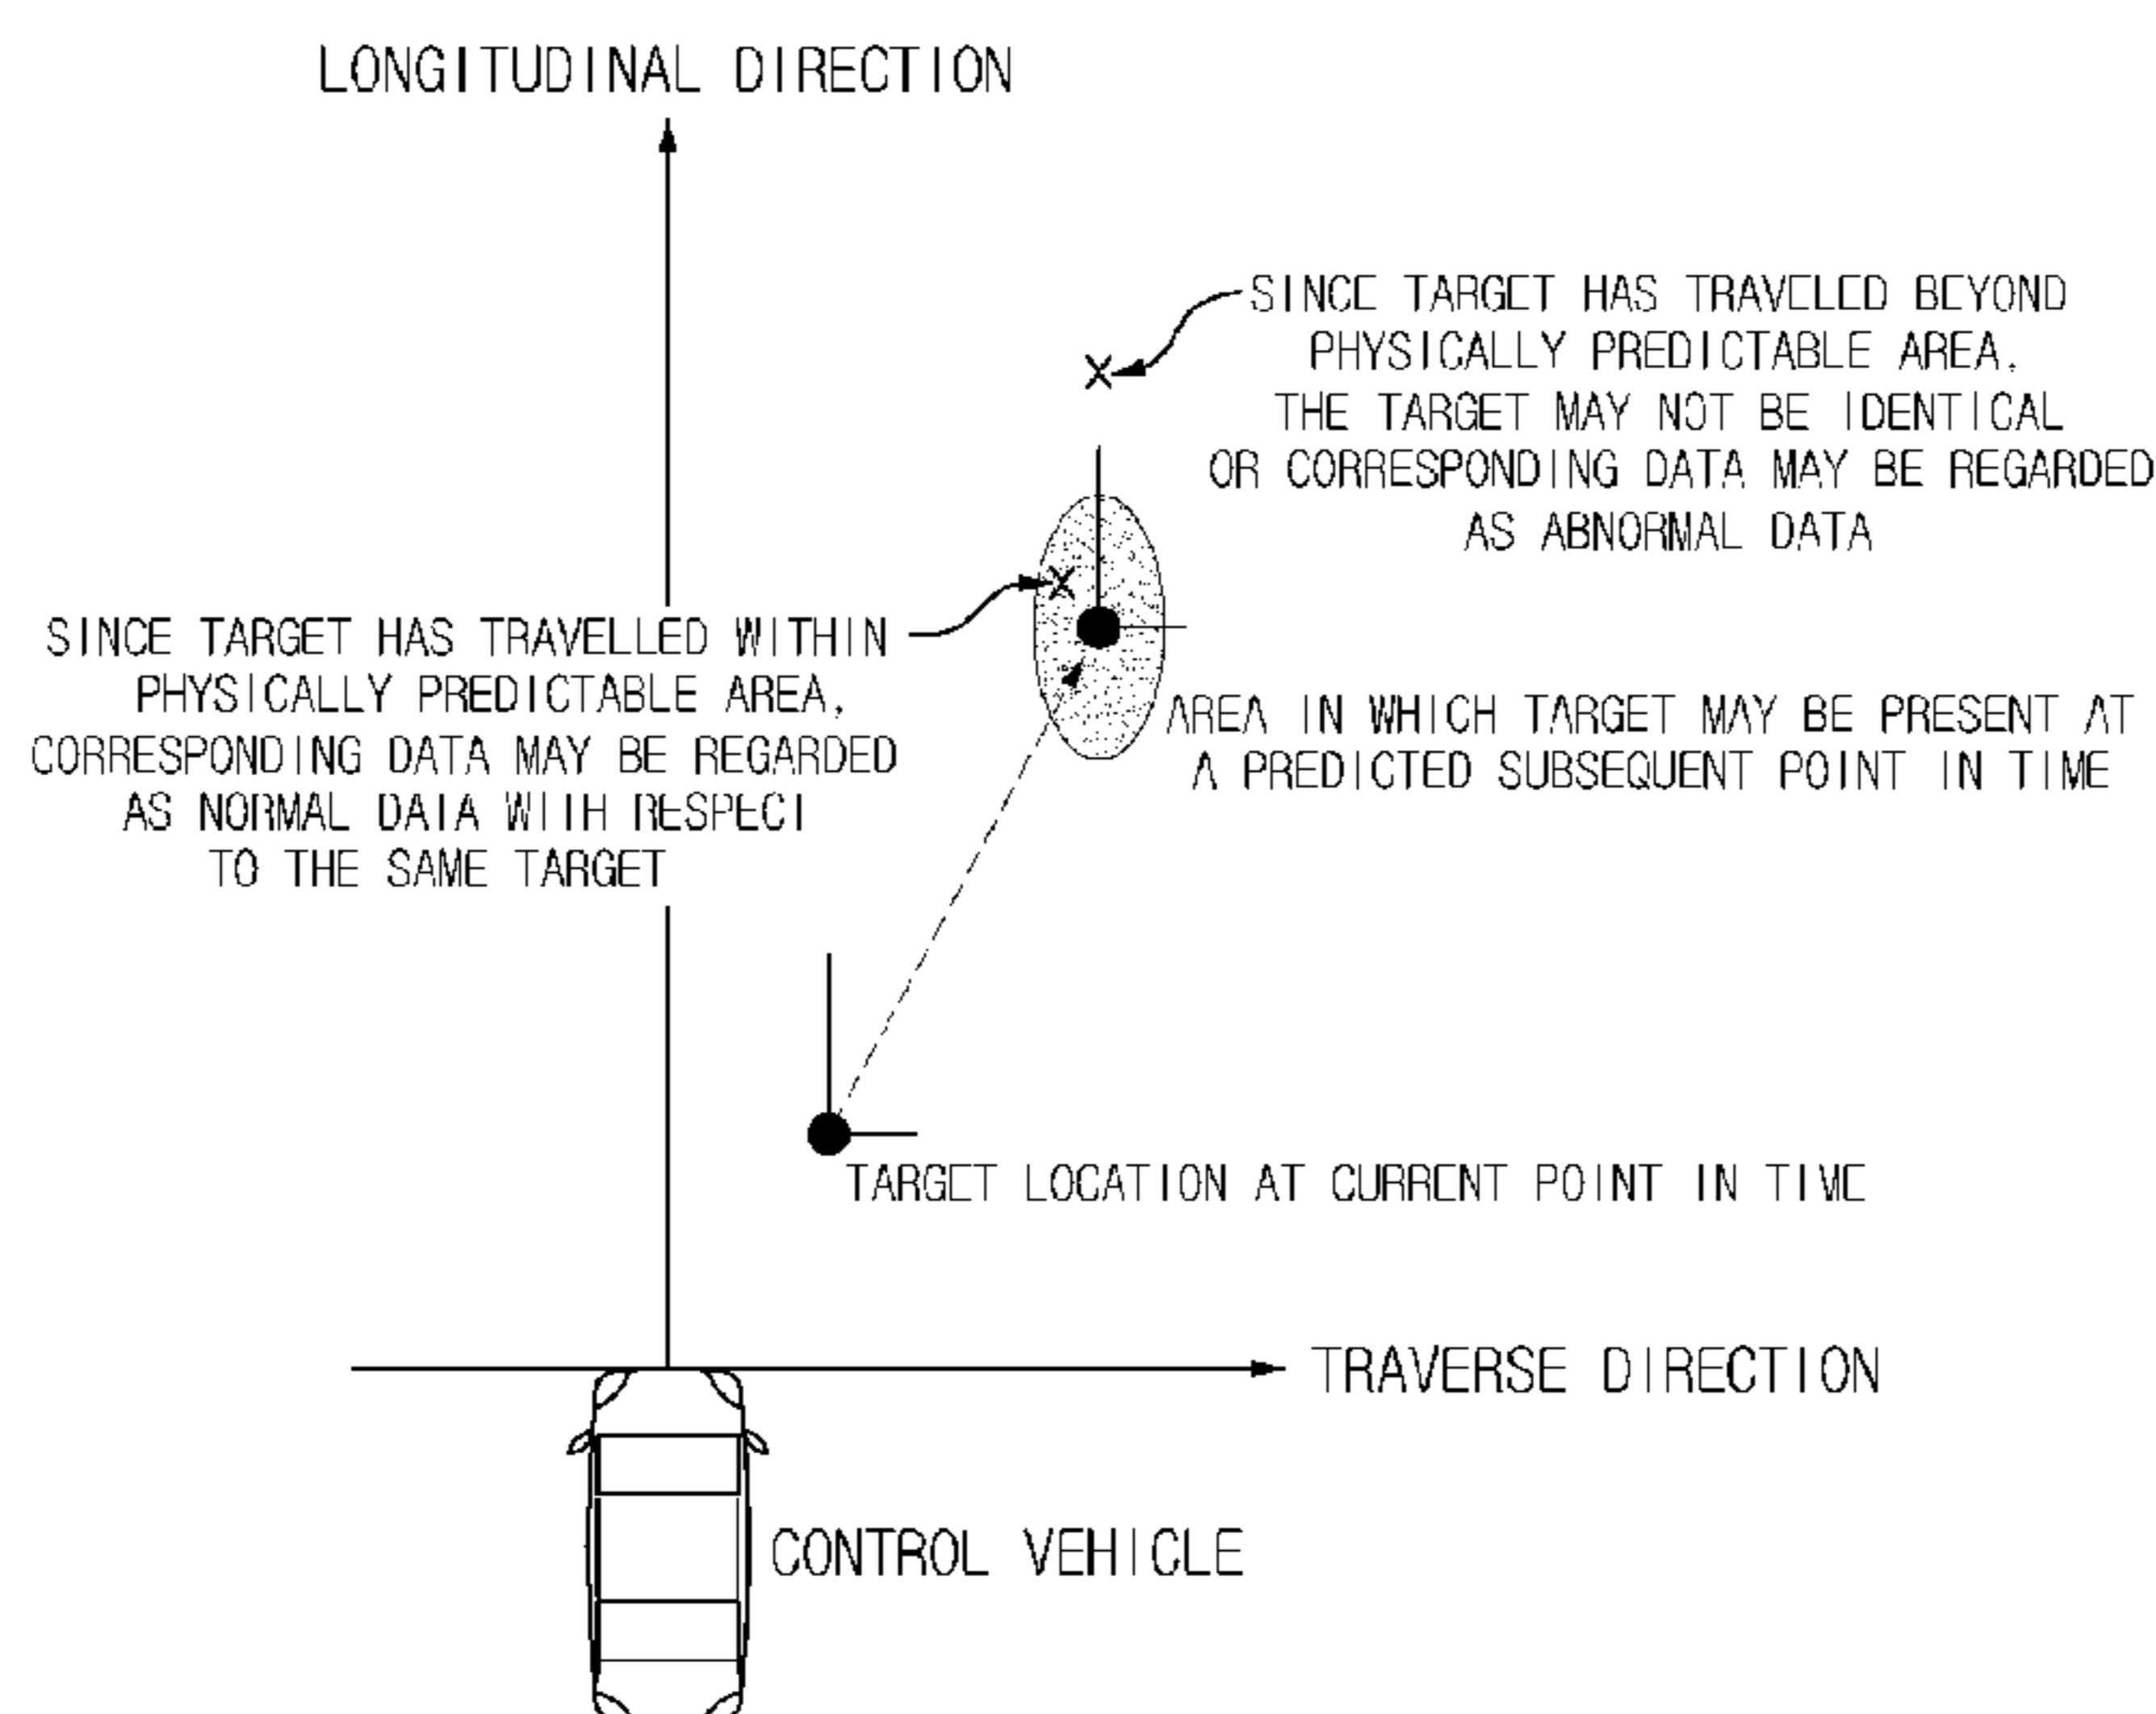 LONGITUDINAL DIRECTION
SINCE TARGET HAS TRAVELED BEYOND
PHYSICALLY PREDICTABLE AREA,
THE TARGET MAY NOT BE IDENTICAL
OR CORRESPONDING DATA MAY BE REGARDED
AS ABNORMAL DATA
SINCE TARGET HAS TRAVELLED WITHIN
PHYSICALLY PREDICTABLE AREA,
CORRESPONDING DATA MAY BE REGARDED
AS NORMAL DATA WITH RESPECT
TO THE SAME TARGET
AREA IN WHICH TARGET MAY BE PRESENT AT
A PREDICTED SUBSEQUENT POINT IN TIME
TARGET LOCATION AT CURRENT POINT IN TIME
TRAVERSE DIRECTION
CONTROL VEHICLE